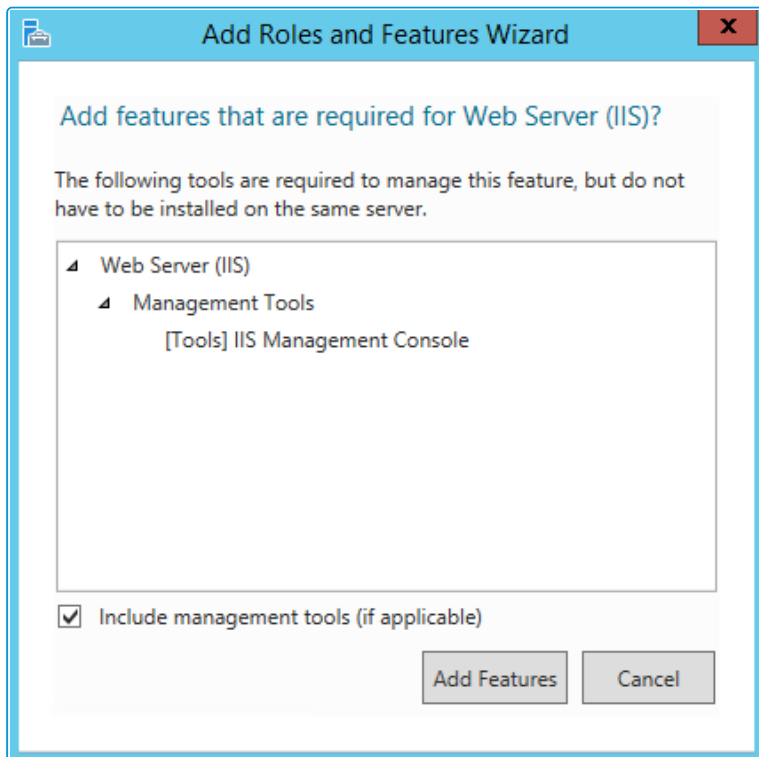 Add Roles and Features Wizard
x
Add features that are required for Web Server (IIS)?
The following tools are required to manage this feature, but do not
have to be installed on the same server.
Web Server (IIS)
Management Tools
[Tools] IIS Management Console
Include management tools (if applicable)
Add Features Cancel